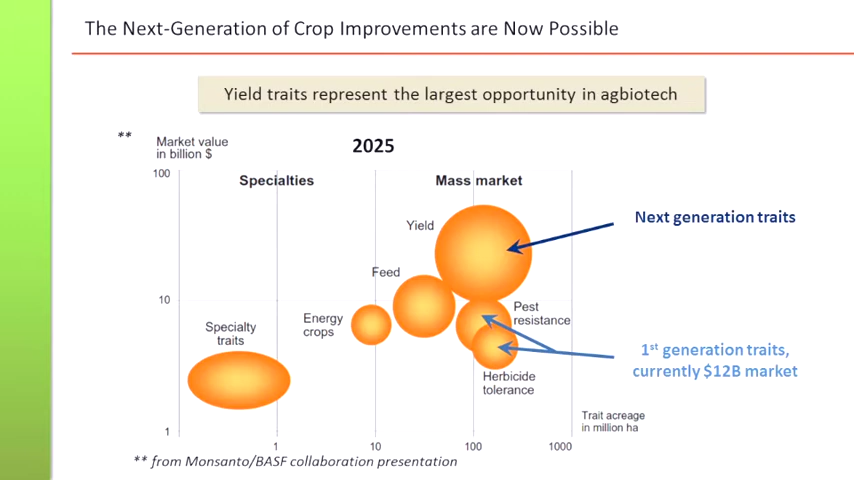 The Next-Generation of Crop Improvements are Now Possible
Yield traits represent the largest opportunity in agbiotech
**
Market value
in billion $
2025
100
Specialties
Mass market
Yield
Next generation traits
Feed
10
Energy
crops
Pest
resistance
Specialty
traits
1st generation traits,
currently $12B market
Herbicide
tolerance
Trait acreage
in million ha
1
1
10
100
1000
** from Monsanto/BASF collaboration presentation